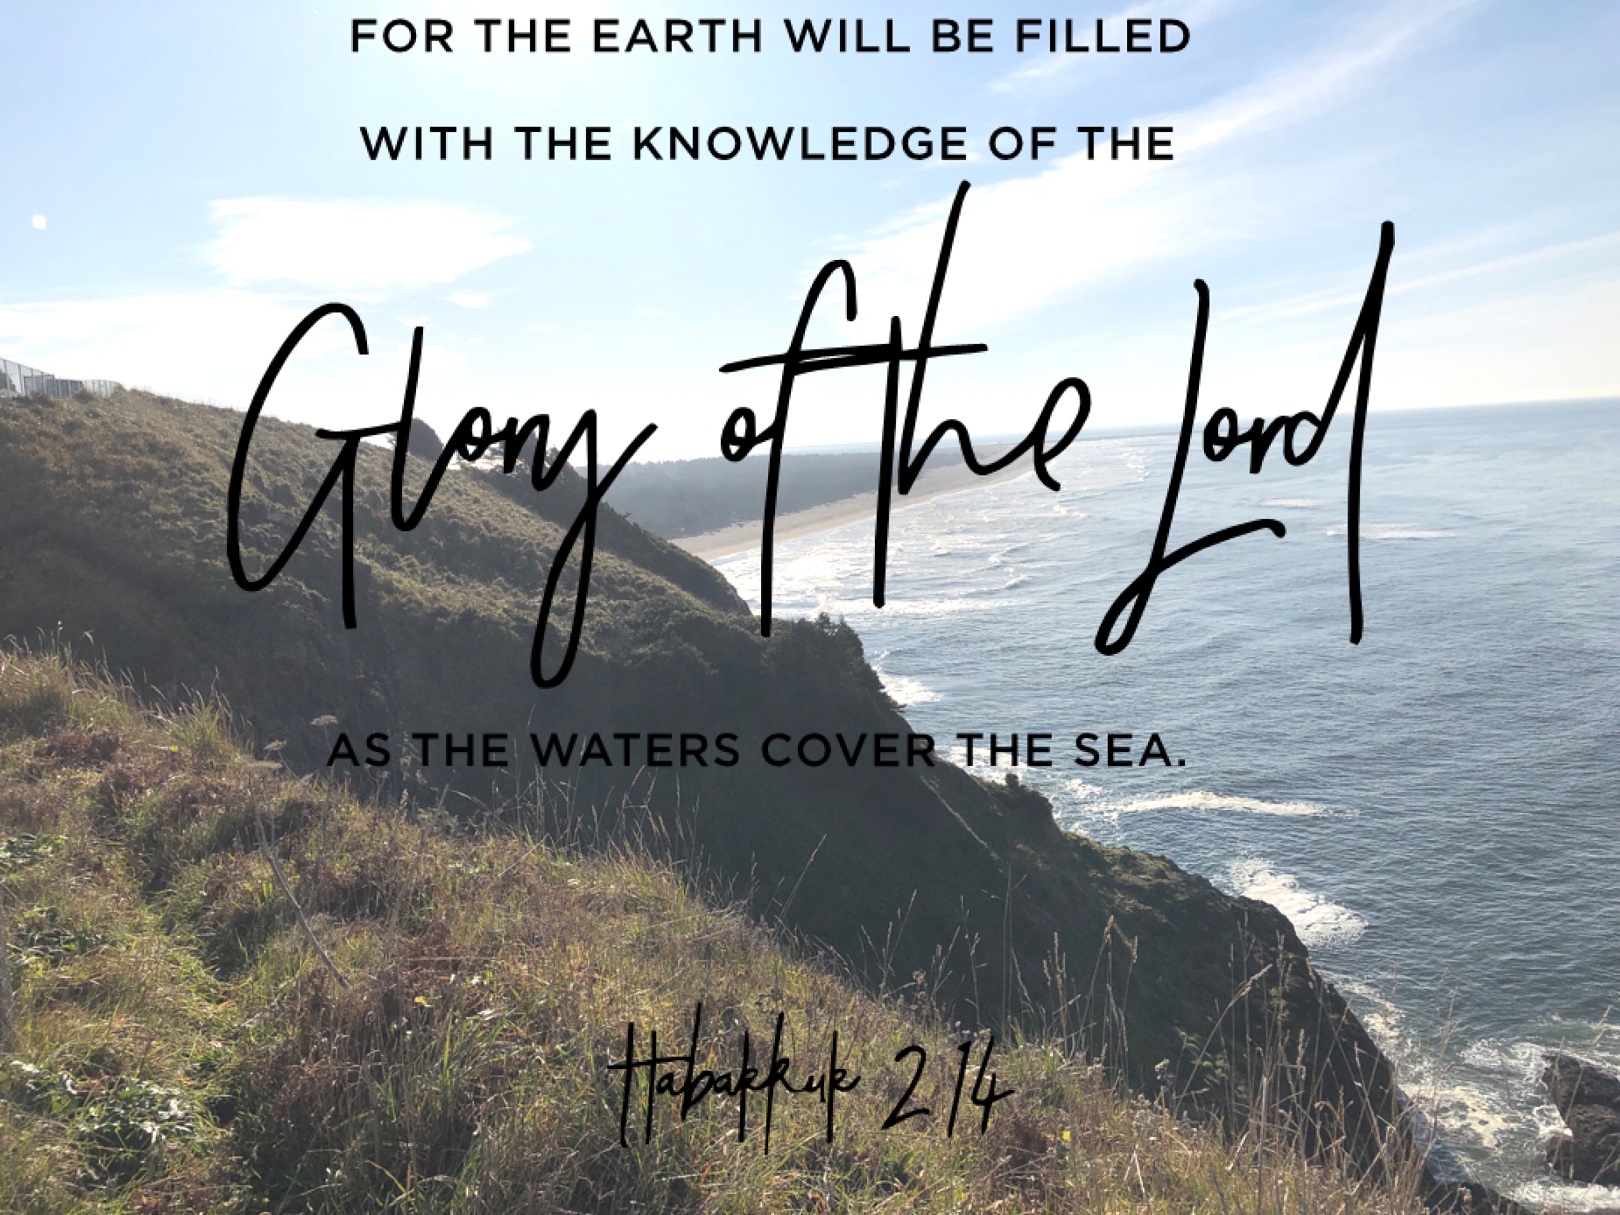 FOR THE EARTH WILL BE FILLED
WITH THE KNOWLEDGE OF THE
Glory of the Lord
AS THE WATERS COVER THE SEA.
Habakkuk 2 14